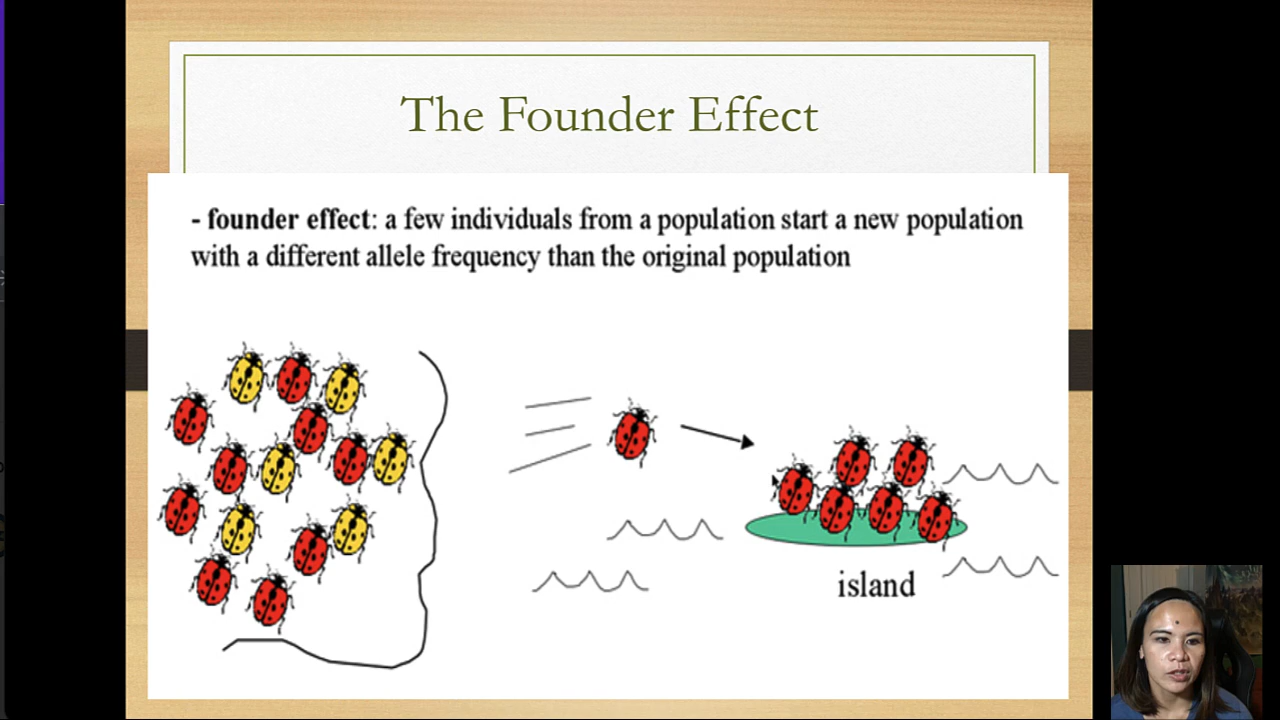 The Founder Effect
- founder effect: a few individuals from a population start a new population
with a different allele frequency than the original population
island